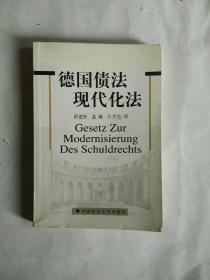 德国债法
现代化法
邵建东 孟翰 牛文怡/译
Gesetz Zur
Modernisierung
Des Schuldrechts
中国政法大学出版社